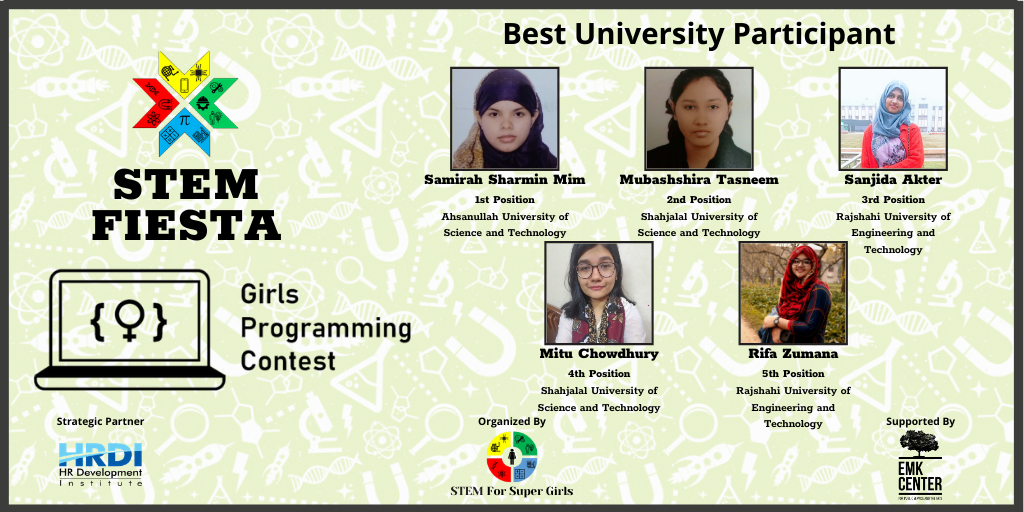 Best University Participant
STEM
FIESTA
{♀}
Girls
Programming
Contest
π
Samirah Sharmin Mim
1st Position
Ahsanullah University of
Science and Technology
Mubashshira Tasneem
2nd Position
Shahjalal University of
Science and Technology
Sanjida Akter
3rd Position
Rajshahi University of
Engineering and
Technology
Mitu Chowdhury
4th Position
Shahjalal University of
Science and Technology
Rifa Zumana
5th Position
Rajshahi University of
Engineering and
Technology
Strategic Partner
HRDI
HR Development
Institute
Organized By
STEM For Super Girls
Supported By
EMK
CENTER